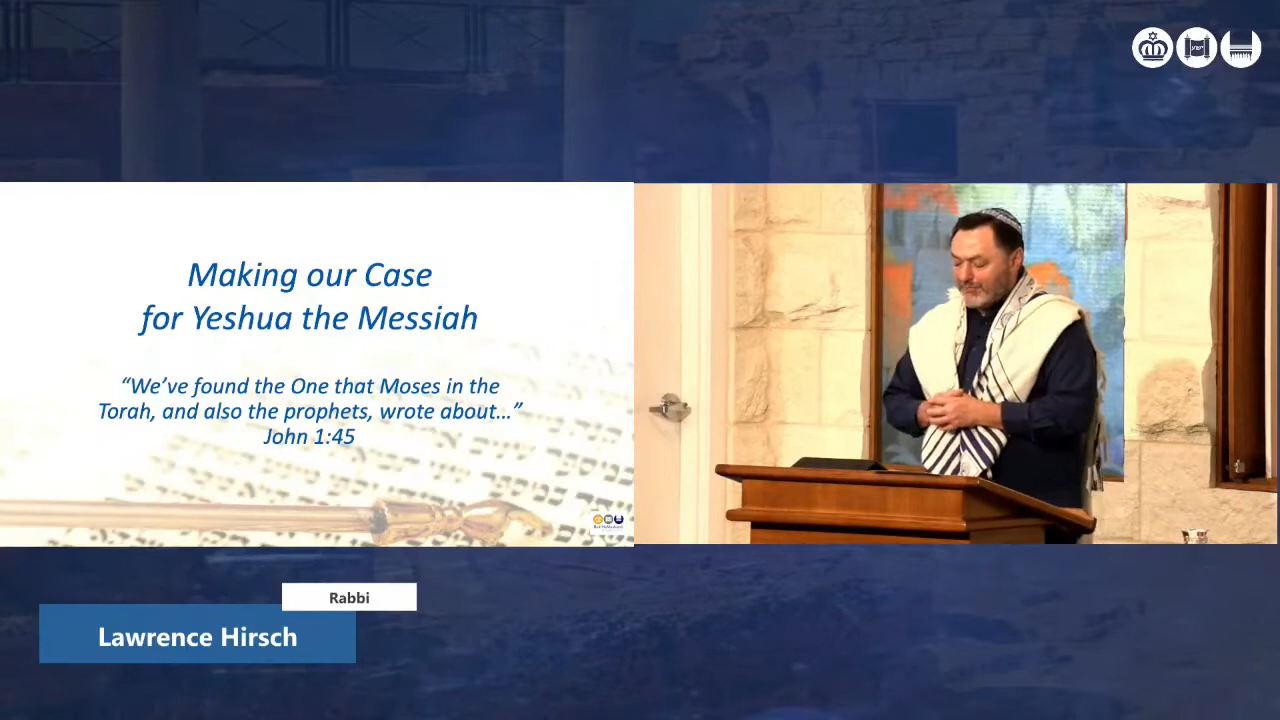 Making our Case
for Yeshua the Messiah
“We’ve found the One that Moses in the
Torah, and also the prophets, wrote about...”
John 1:45
Rabbi
Lawrence Hirsch